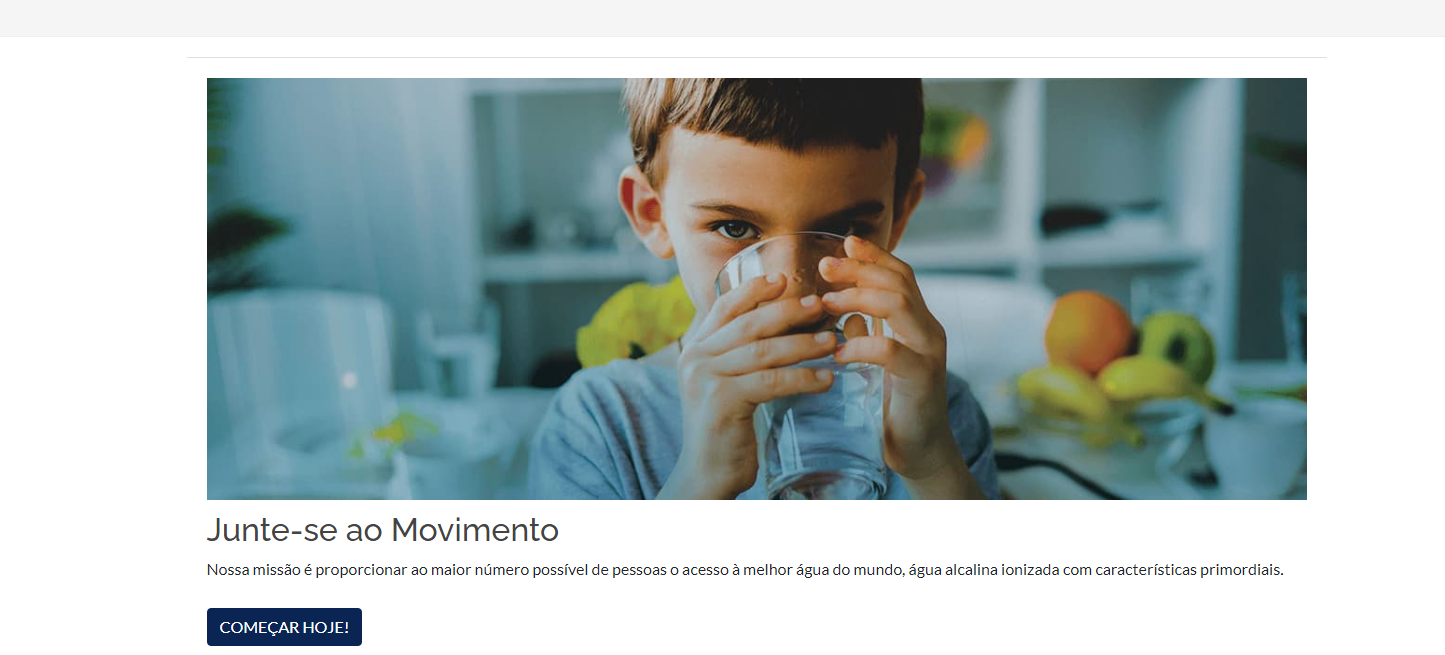 Junte-se ao Movimento
Nossa missão é proporcionar ao maior número possível de pessoas o acesso à melhor água do mundo, água alcalina ionizada com características primordiais.
COMEÇAR HOJE!